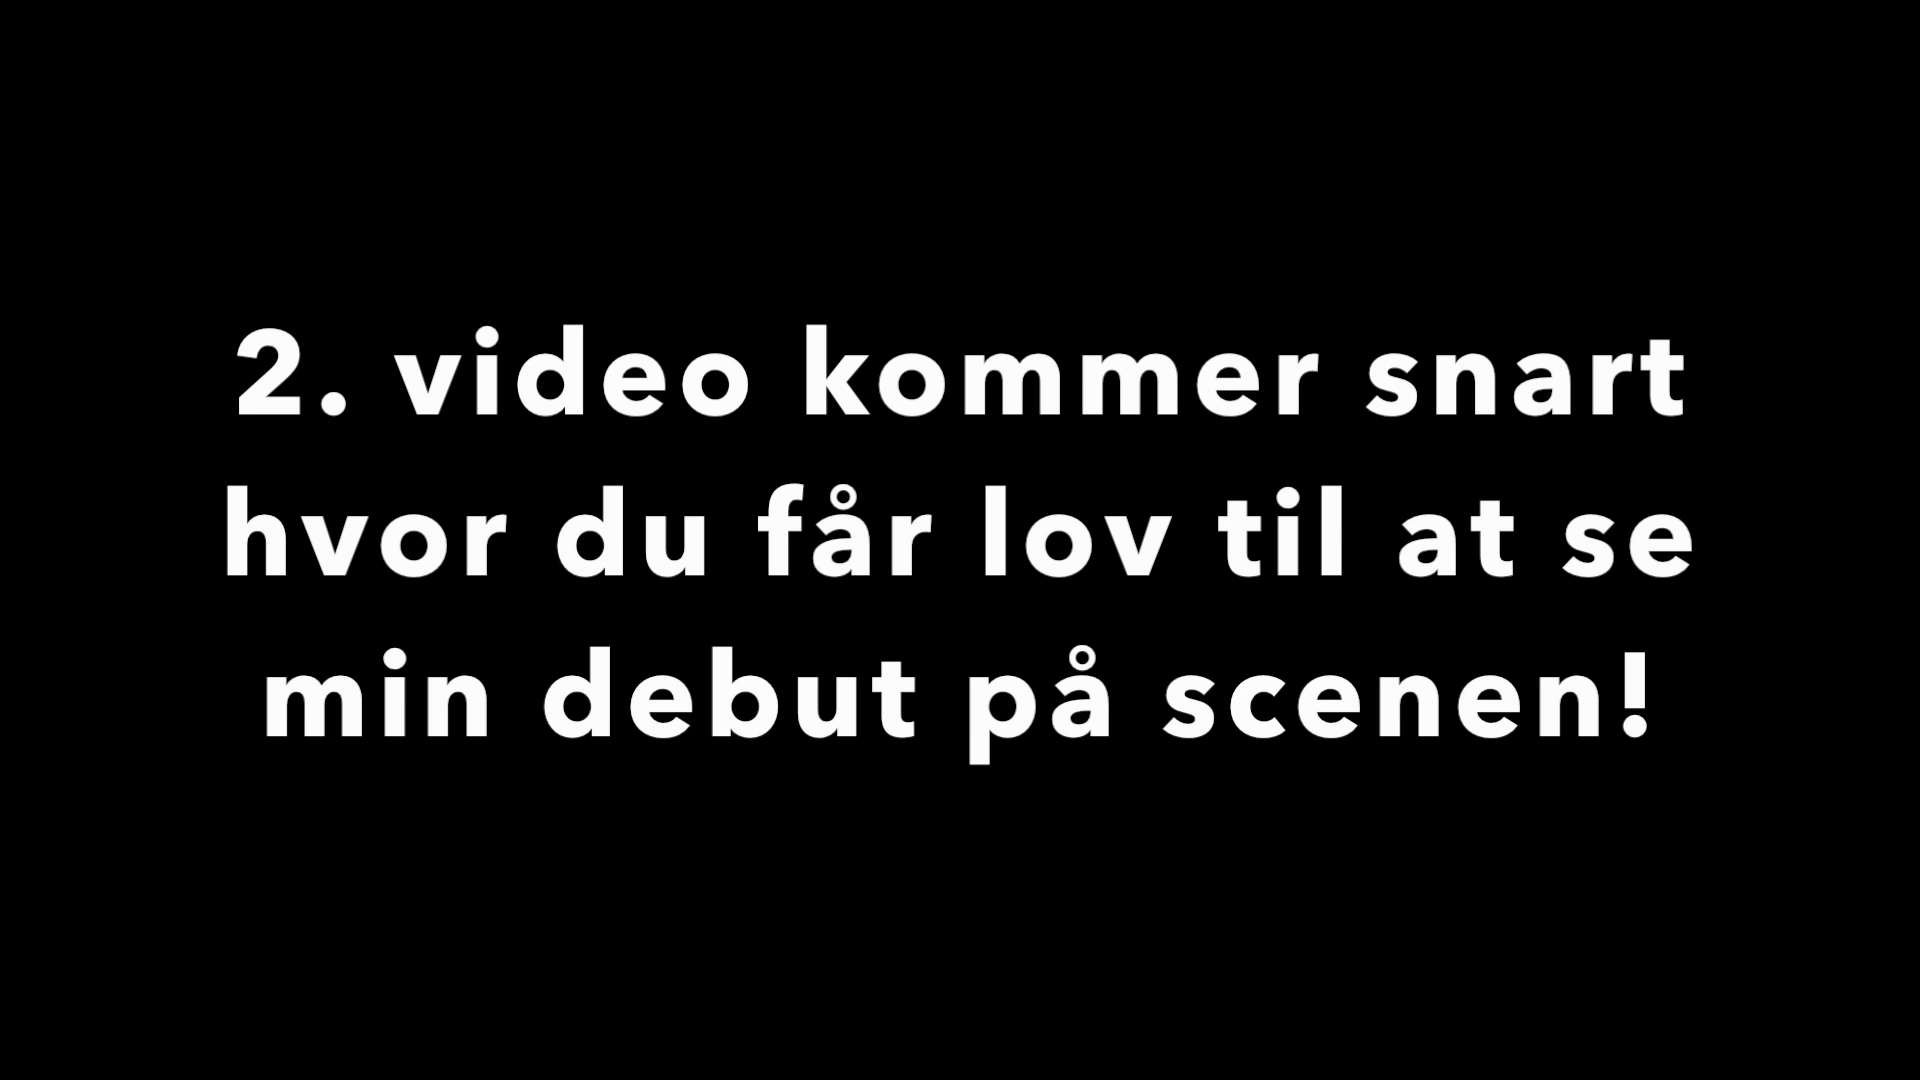 2. video kommer snart
hvor du får lov til at se
min debut på scenen!